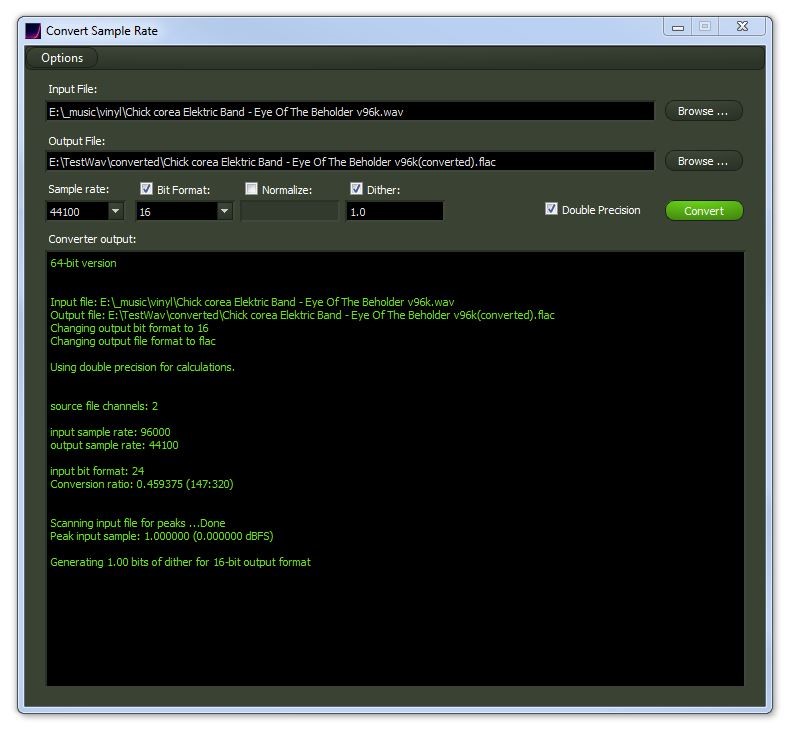 Convert Sample Rate
Options
Input File:
E:\_music\vinyl\Chick corea Elektric Band - Eye Of The Beholder v96k.wav
Browse ...
Output File:
E:\TestWav\converted\Chick corea Elektric Band - Eye Of The Beholder v96k(converted).flac
Browse ...
Sample rate: Bit Format: Normalize: Dither:
44100 16 1.0 Double Precision Convert
Converter output:
64-bit version
Input file: E:\_music\vinyl\Chick corea Elektric Band - Eye Of The Beholder v96k.wav
Output file: E:\TestWav\converted\Chick corea Elektric Band - Eye Of The Beholder v96k(converted).flac
Changing output bit format to 16
Changing output file format to flac
Using double precision for calculations.
source file channels: 2
input sample rate: 96000
output sample rate: 44100
input bit format: 24
Conversion ratio: 0.459375 (147:320)
Scanning input file for peaks ...Done
Peak input sample: 1.000000 (0.000000 dBFS)
Generating 1.00 bits of dither for 16-bit output format